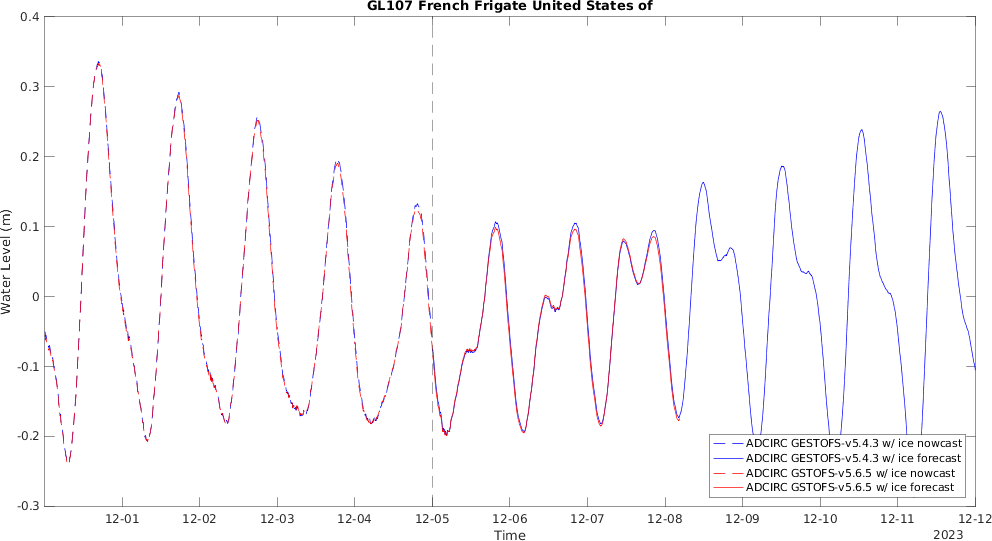 GL107 French Frigate United States of
Water Level (m)
0.4
0.3
0.2
0.1
0
-0.1
-0.2
-0.3
12-01 12-02 12-03 12-04 12-05 12-06 12-07 12-08 12-09 12-10 12-11 12-12
Time
2023
ADCIRC GESTOFS-v5.4.3 w/ ice nowcast
ADCIRC GESTOFS-v5.4.3 w/ ice forecast
ADCIRC GSTOFS-v5.6.5 w/ ice nowcast
ADCIRC GSTOFS-v5.6.5 w/ ice forecast